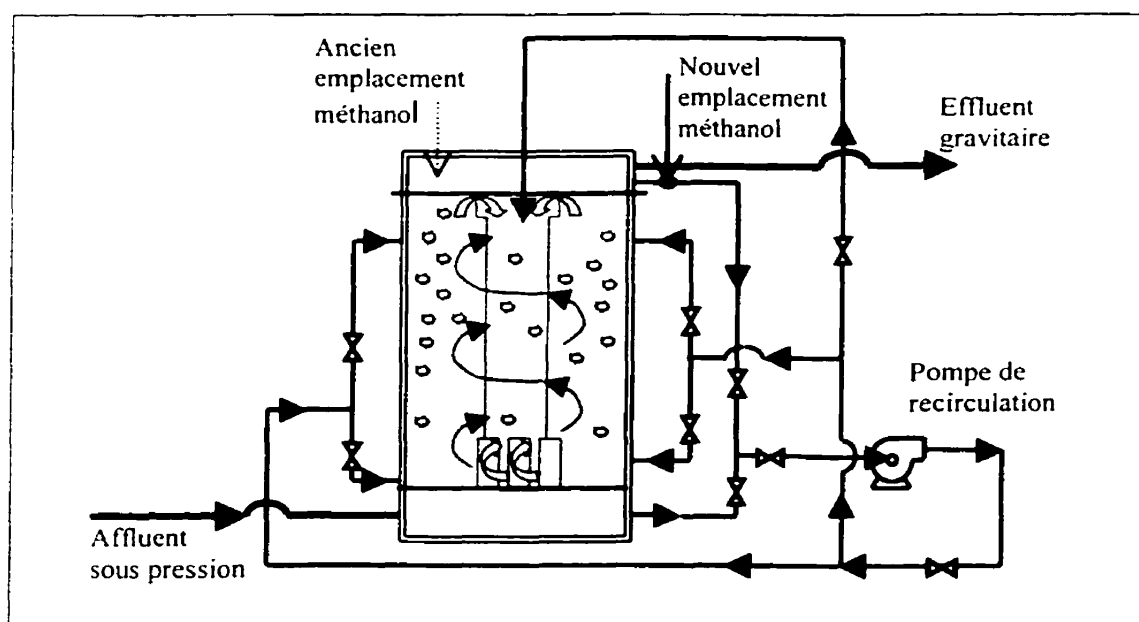 Ancien
emplacement
méthanol
Nouvel
emplacement
méthanol
Effluent
gravitaire
Pompe de
recirculation
Affluent
sous pression